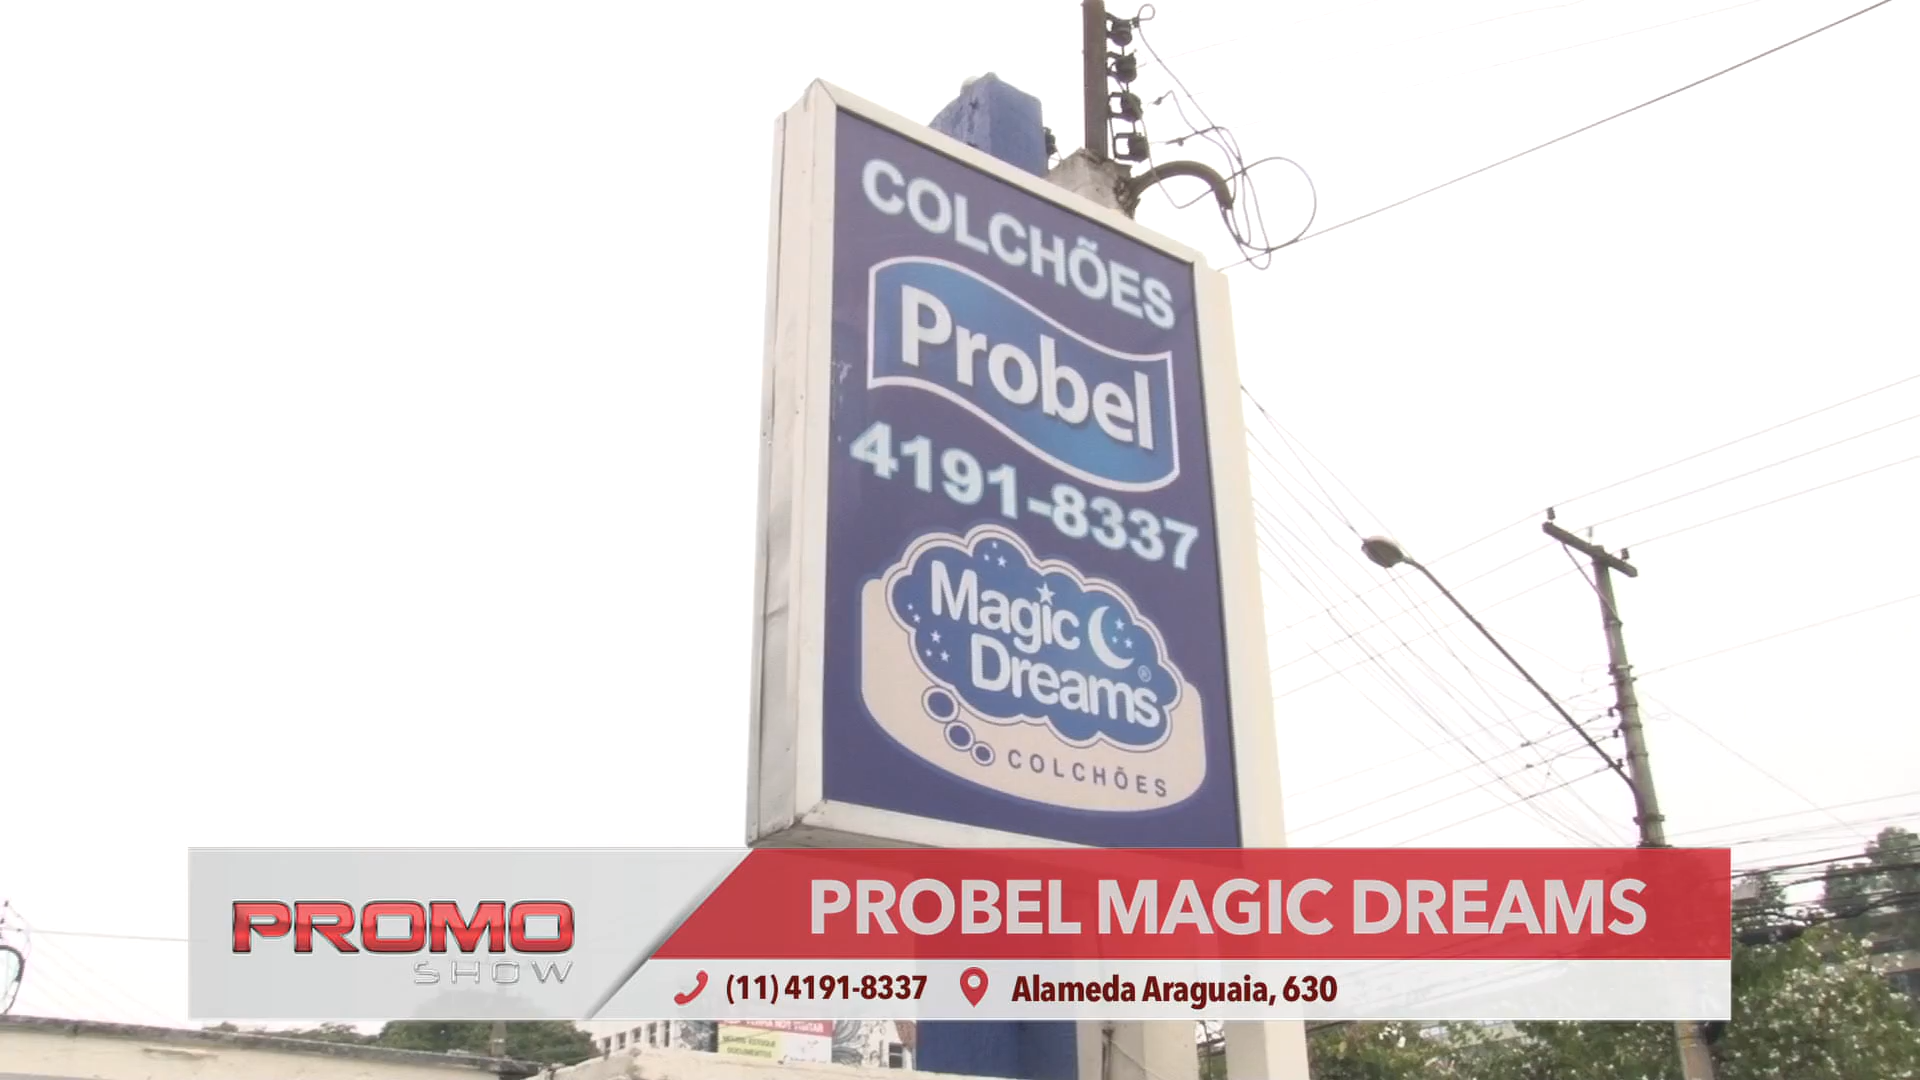 COLCHÕES
Probel
4191-8337
Magic
Dreams
®
COLCHÕES
PROMO
SHOW
PROBEL MAGIC DREAMS
(11) 4191-8337
Alameda Araguaia, 630